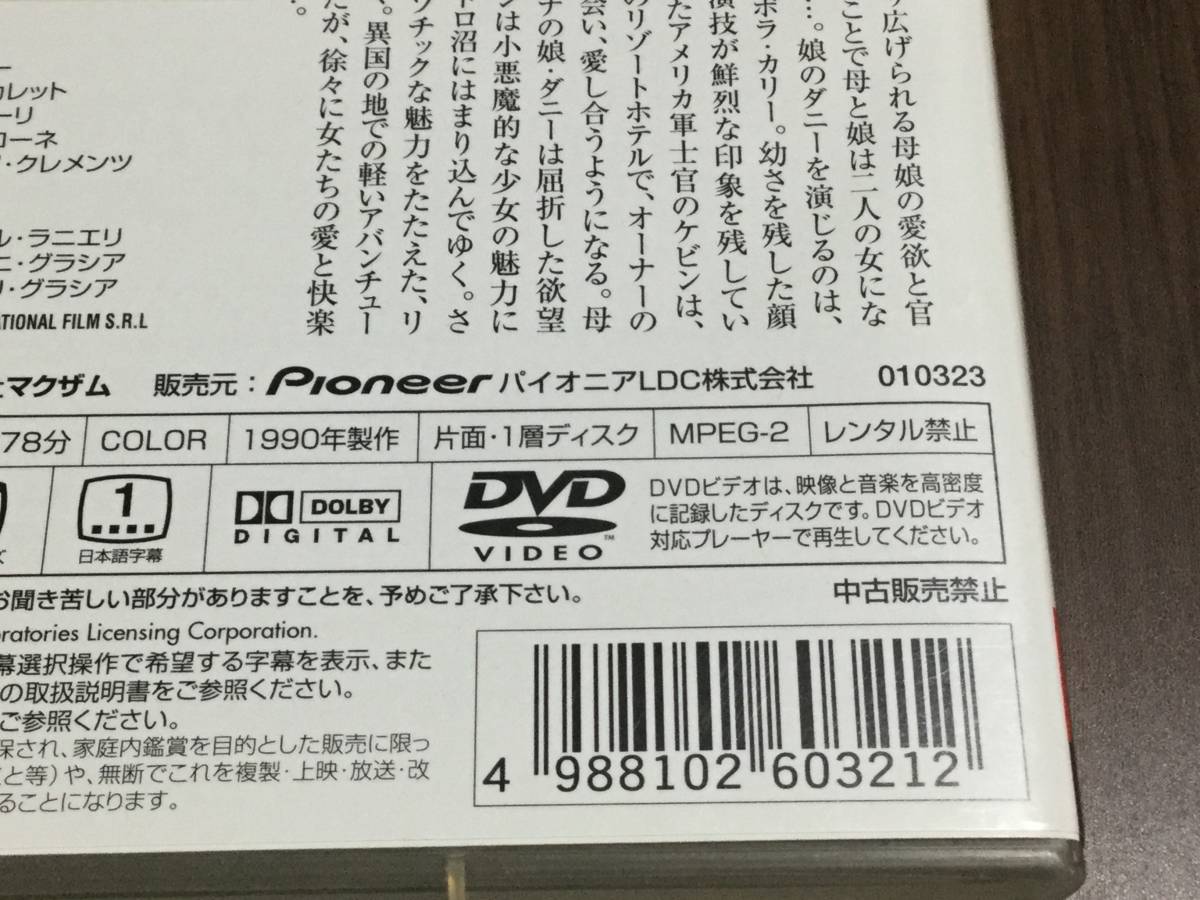 り広げられる母娘の愛欲と官
ことで母と娘は二人の女にな
…。娘のダニーを演じるのは、
ボラ・カリー。幼さを残した顔
演技が鮮烈な印象を残してい
たアメリカ軍士官のケビンは、
のリゾートホテルで、オーナーの
会い、愛し合うようになる。母
ナの娘・ダニーは屈折した欲望
ンは小悪魔的な少女の魅力に
ドロ沼にはまり込んでゆく。さ
ウチックな魅力をたたえた、リ
。異国の地での軽いアバンチュー
たが、徐々に女たちの愛と快楽
…。
ー
カレット
ーリ
コーネ
・クレメンツ
ル・ラニエリ
ニ・グラシア
リ・グラシア
ATIONAL FILM S.R.L
マクザム 販売元：Pioneer パイオニアLDC株式会社 010323
78分 COLOR 1990年製作 片面・1層ディスク MPEG-2 レンタル禁止
1
日本語字幕
DOLBY
DIGITAL
DVD
VIDEO
DVDビデオは、映像と音楽を高密度
に記録したディスクです。DVDビデオ
対応プレーヤーで再生してください。
お聞き苦しい部分がありますことを、予めご了承下さい。
中古販売禁止
oratories Licensing Corporation.
幕選択操作で希望する字幕を表示、また
の取扱説明書をご参照ください。
ご参照ください。
保され、家庭内鑑賞を目的とした販売に限っ
と等)や、無断でこれを複製・上映・放送・改
ることになります。
4 988102 603212